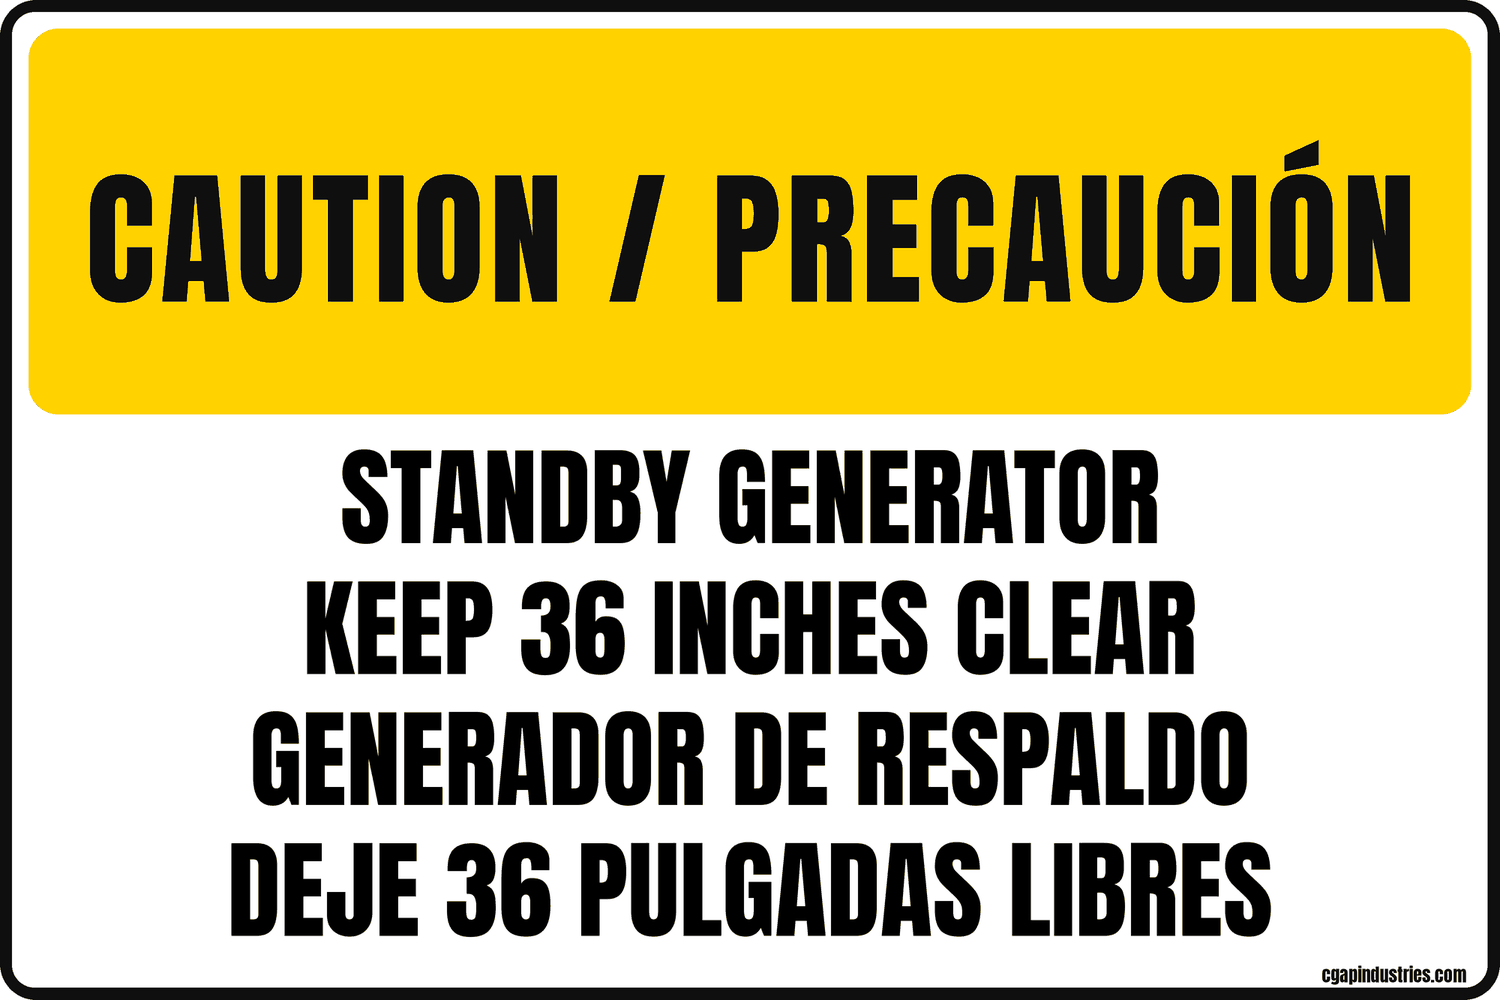 CAUTION / PRECAUCIÓN
STANDBY GENERATOR
KEEP 36 INCHES CLEAR
GENERADOR DE RESPALDO
DEJE 36 PULGADAS LIBRES
cgapindustries.com